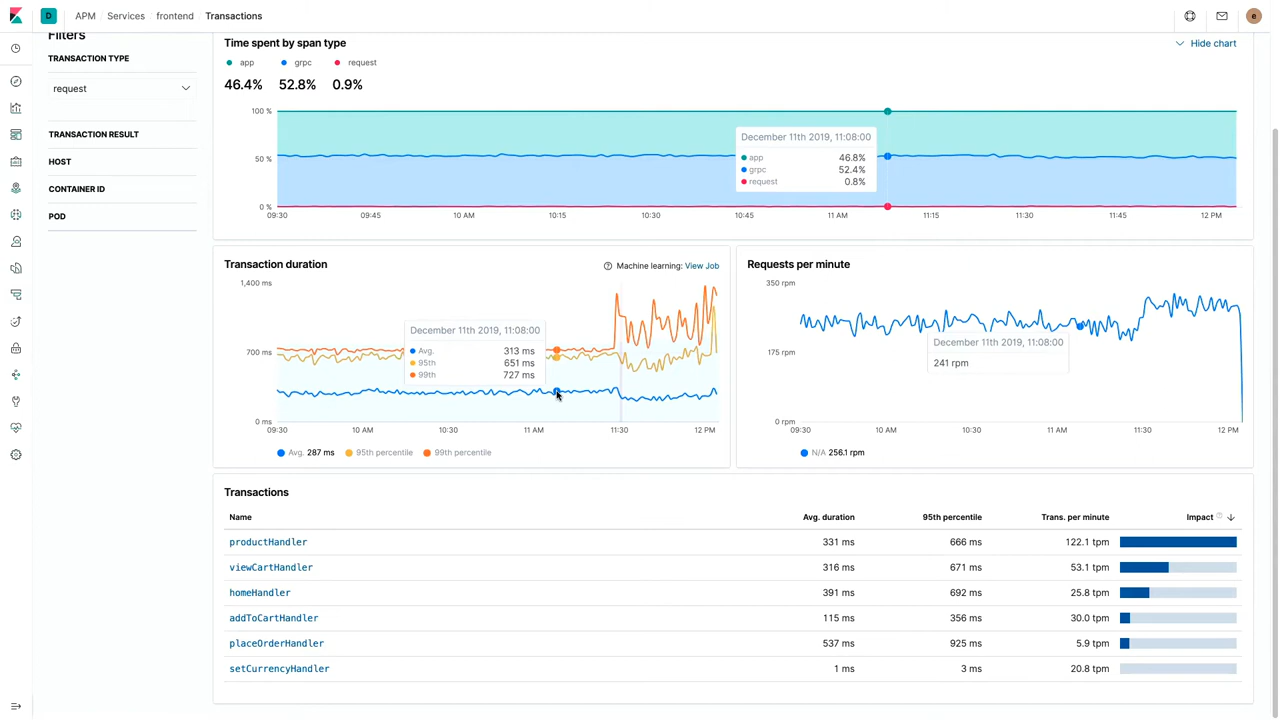 D APM Services frontend Transactions e
Filters
TRANSACTION TYPE
request
TRANSACTION RESULT
HOST
CONTAINER ID
POD
Time spent by span type
Hide chart
app grpc request
46.4% 52.8% 0.9%
100 %
50 %
0 %
December 11th 2019, 11:08:00
app 46.8%
grpc 52.4%
request 0.8%
09:30 09:45 10 AM 10:15 10:30 10:45 11 AM 11:15 11:30 11:45 12 PM
Transaction duration
Machine learning: View Job
1,400 ms
700 ms
0 ms
December 11th 2019, 11:08:00
Avg. 313 ms
95th 651 ms
99th 727 ms
09:30 10 AM 10:30 11 AM 11:30 12 PM
Avg. 287 ms 95th percentile 99th percentile
Requests per minute
350 rpm
175 rpm
0 rpm
December 11th 2019, 11:08:00
241 rpm
09:30 10 AM 10:30 11 AM 11:30 12 PM
N/A 256.1 rpm
Transactions
Name Avg. duration 95th percentile Trans. per minute Impact
productHandler 331 ms 666 ms 122.1 tpm
viewCartHandler 316 ms 671 ms 53.1 tpm
homeHandler 391 ms 692 ms 25.8 tpm
addToCartHandler 115 ms 356 ms 30.0 tpm
placeOrderHandler 537 ms 925 ms 5.9 tpm
setCurrencyHandler 1 ms 3 ms 20.8 tpm